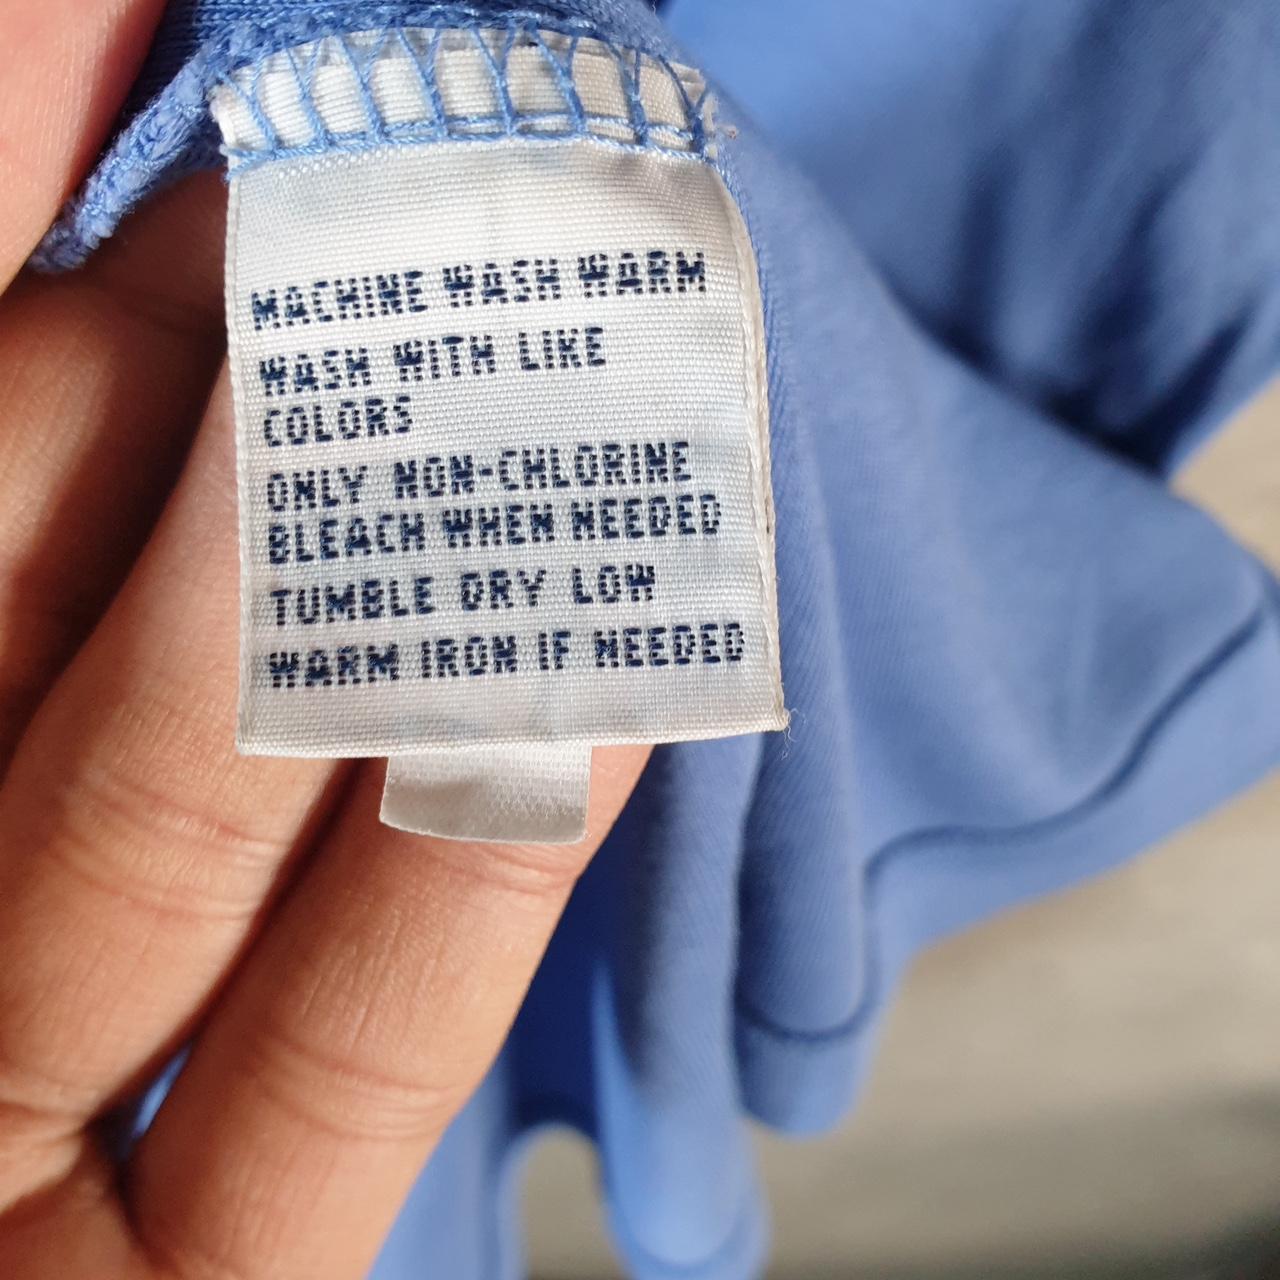 MACHINE WASH WARM
WASH WITH LIKE
COLORS
ONLY NON-CHLORINE
BLEACH WHEN NEEDED
TUMBLE DRY LOW
WARM IRON IF NEEDED